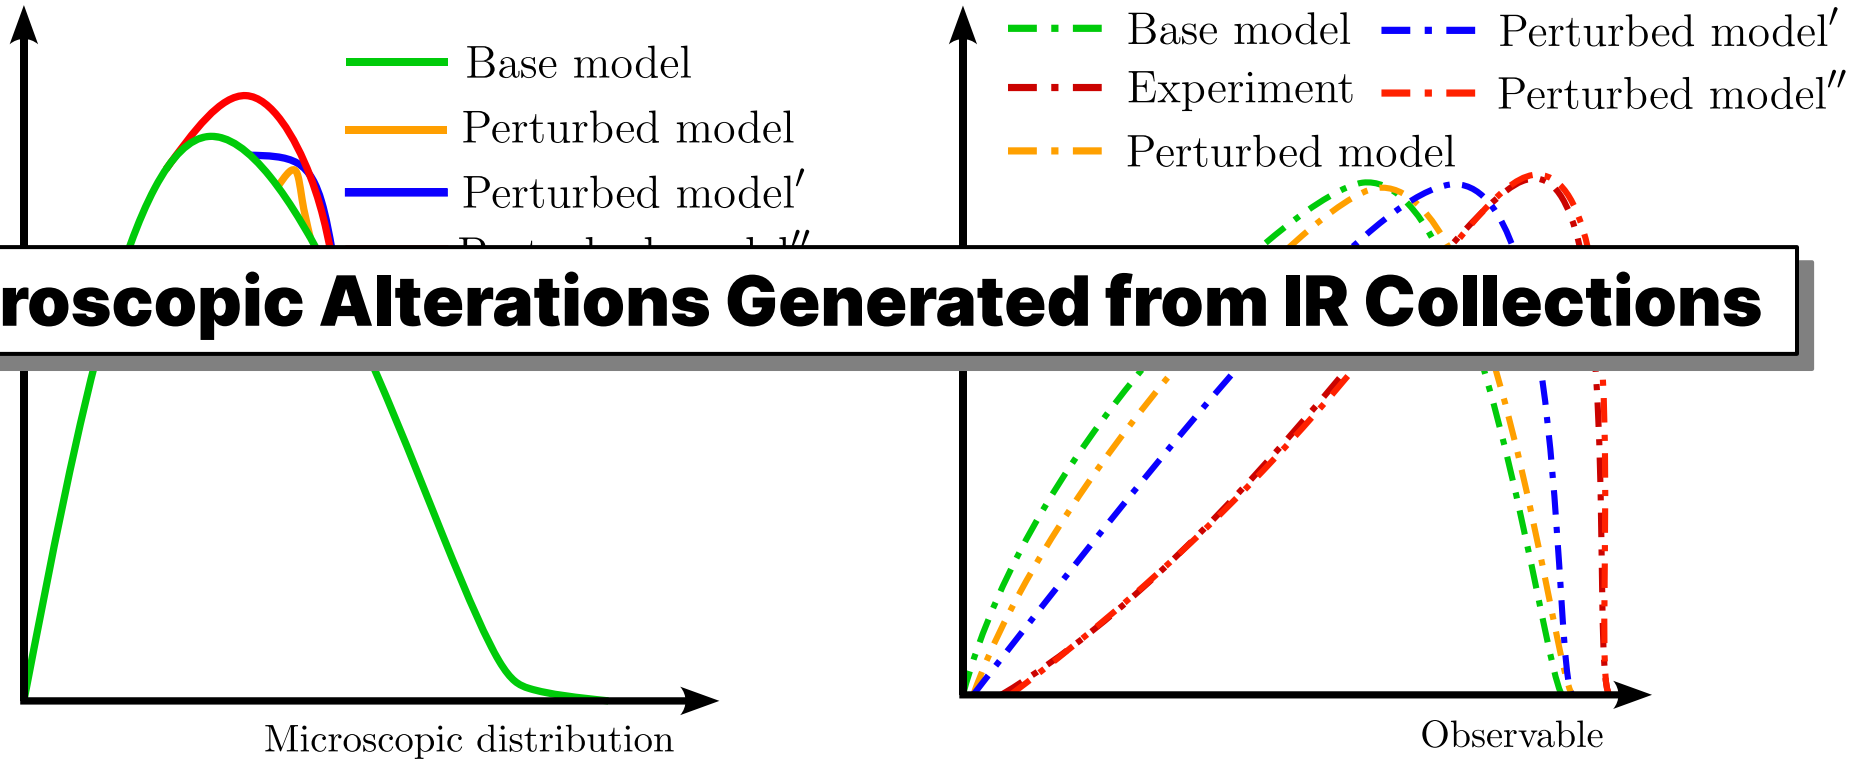 Base model
Perturbed model
Perturbed model′
Base model
Experiment
Perturbed model
Perturbed model′
Perturbed model″
roscopic Alterations Generated from IR Collections
Microscopic distribution
Observable